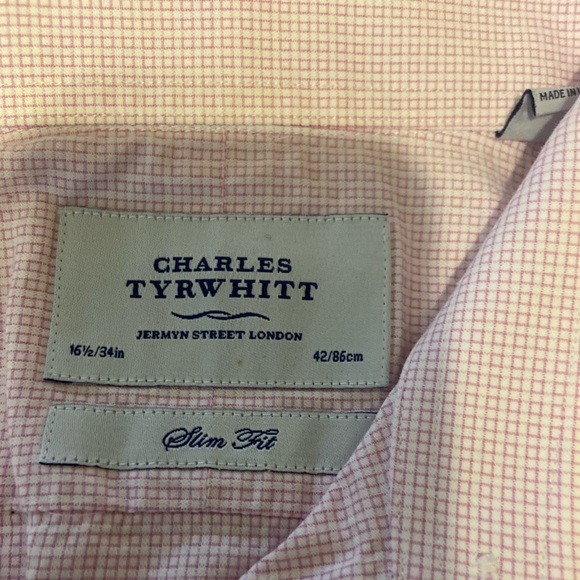 MADE IN
CHARLES
TYRWHITT
JERMYN STREET LONDON
16½/34in 42/86cm
Slim Fit